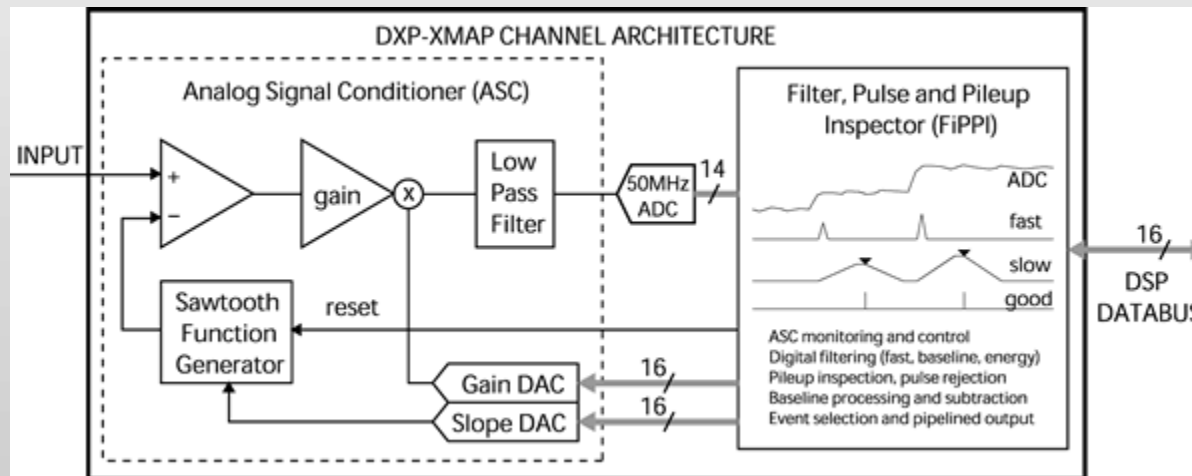 DXP-XMAP CHANNEL ARCHITECTURE
Analog Signal Conditioner (ASC)
INPUT
+
−
gain
X
Low
Pass
Filter
50MHz
ADC
14
Filter, Pulse and Pileup
Inspector (FiPPI)
ADC
fast
slow
good
16
DSP
DATABUS
Sawtooth
Function
Generator
reset
Gain DAC
16
Slope DAC
16
ASC monitoring and control
Digital filtering (fast, baseline, energy)
Pileup inspection, pulse rejection
Baseline processing and subtraction
Event selection and pipelined output